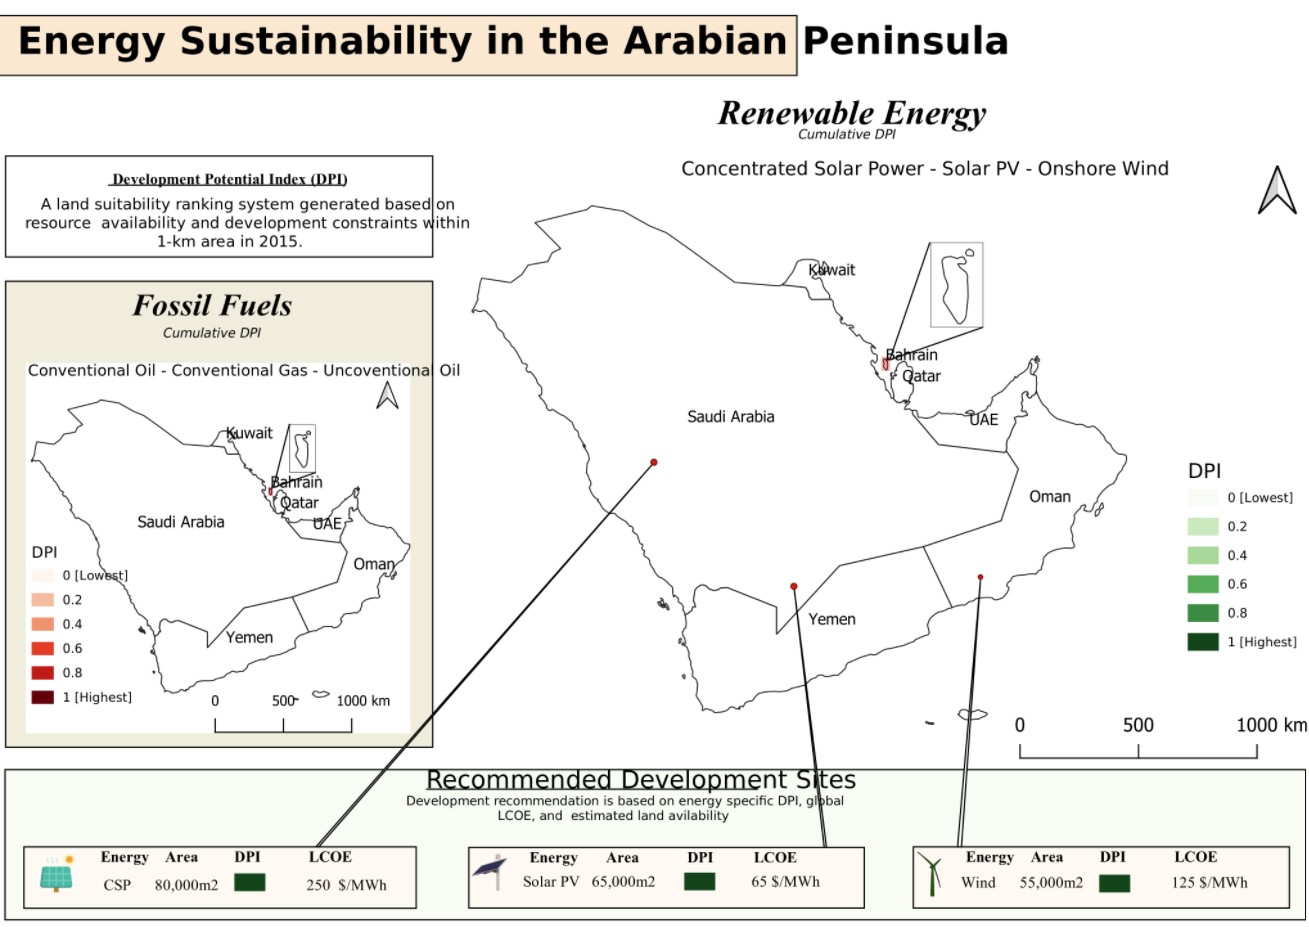 Energy Sustainability in the Arabian Peninsula
Renewable Energy
Cumulative DPI
Concentrated Solar Power - Solar PV - Onshore Wind
Development Potential Index (DPI)
A land suitability ranking system generated based on
resource availability and development constraints within
1-km area in 2015.
Fossil Fuels
Cumulative DPI
Conventional Oil - Conventional Gas - Uncoventional Oil
Kuwait
Bahrain
Qatar
Saudi Arabia
UAE
Oman
Yemen
DPI
0 [Lowest]
0.2
0.4
0.6
0.8
1 [Highest]
0 500 1000 km
Kuwait
Bahrain
Qatar
Saudi Arabia
UAE
Oman
Yemen
DPI
0 [Lowest]
0.2
0.4
0.6
0.8
1 [Highest]
0 500 1000 km
Recommended Development Sites
Development recommendation is based on energy specific DPI, global
LCOE, and estimated land avilability
Energy Area DPI LCOE
CSP 80,000m2 250 $/MWh
Energy Area DPI LCOE
Solar PV 65,000m2 65 $/MWh
Energy Area DPI LCOE
Wind 55,000m2 125 $/MWh